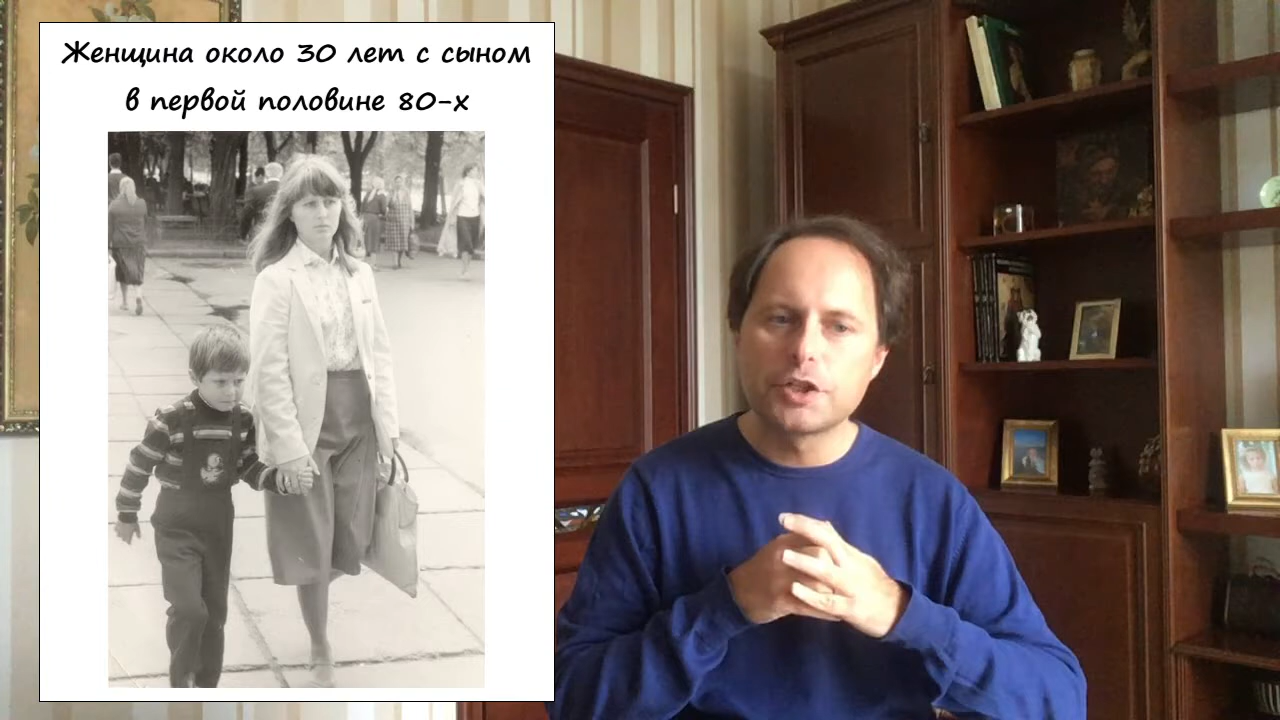 Женщина около 30 лет с сыном
в первой половине 80-х